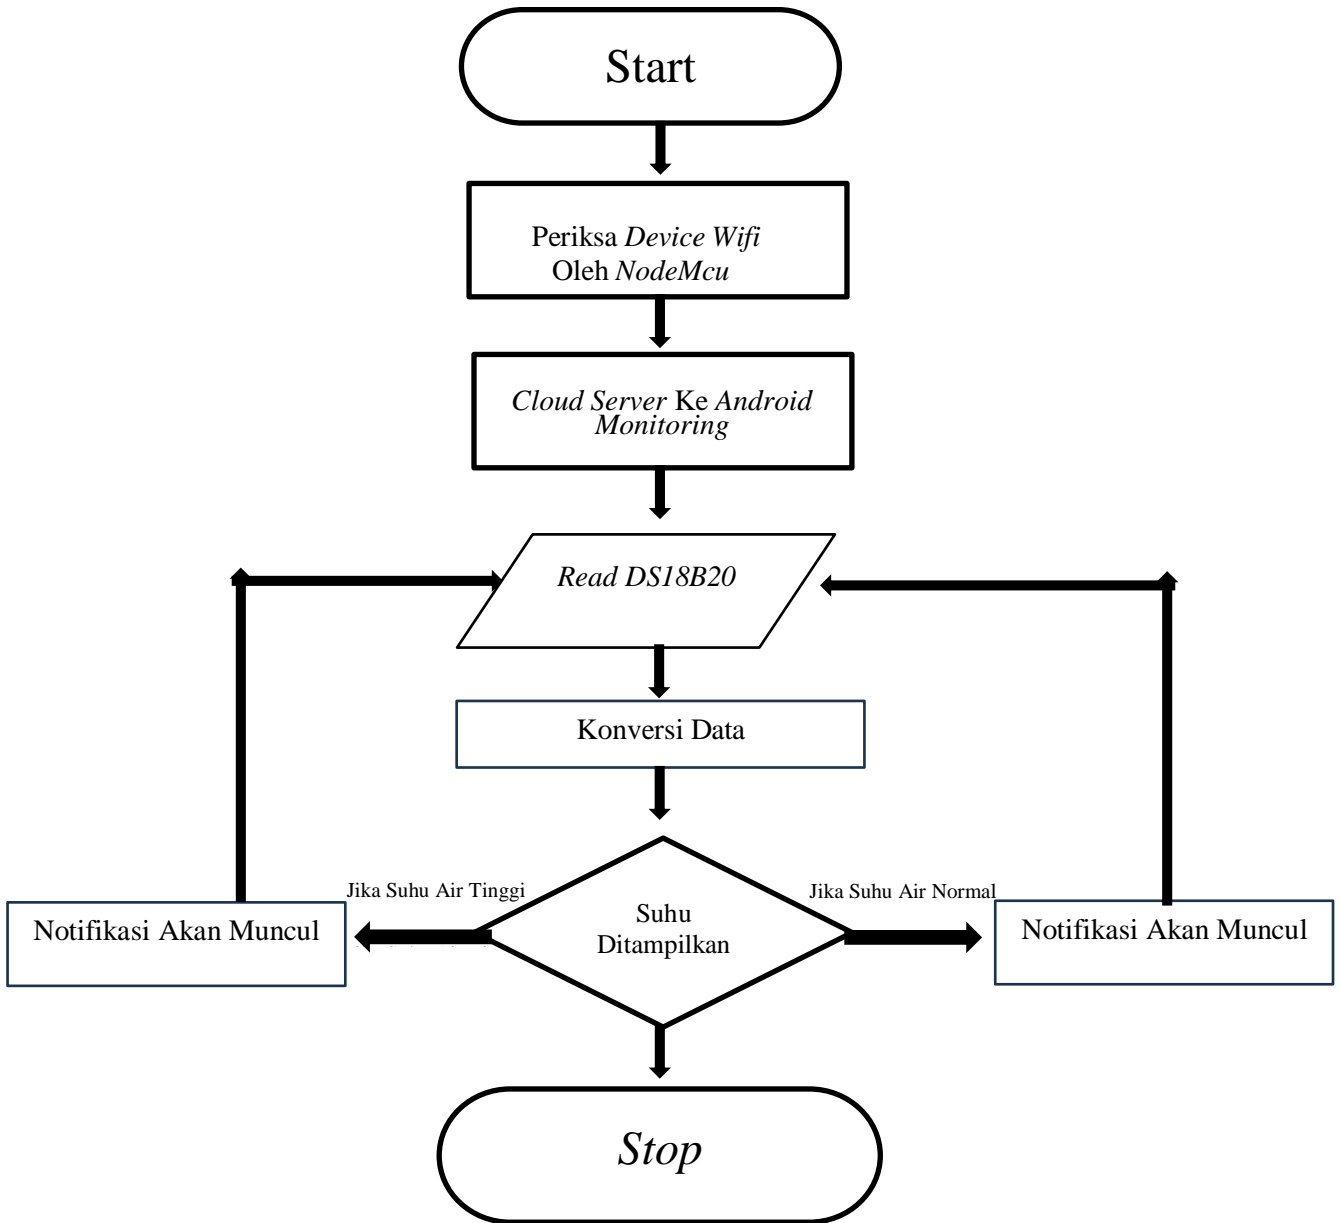 Start
Periksa Device Wifi
Oleh NodeMcu
Cloud Server Ke Android
Monitoring
Read DS18B20
Konversi Data
Jika Suhu Air Tinggi
Jika Suhu Air Normal
Notifikasi Akan Muncul
Suhu
Ditampilkan
Notifikasi Akan Muncul
Stop